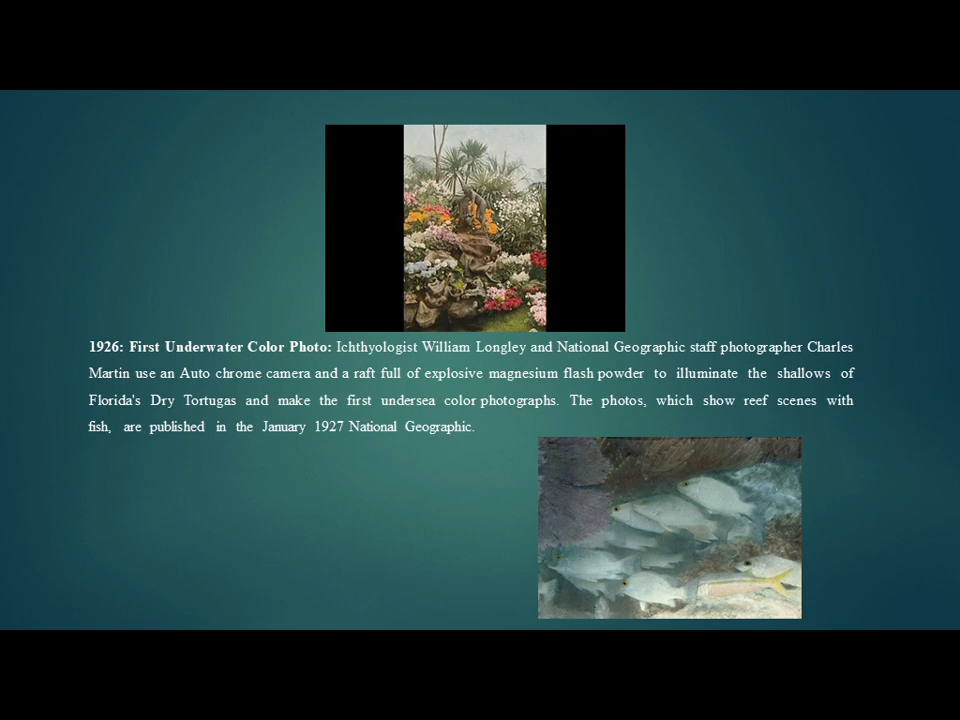 1926: First Underwater Color Photo: Ichthyologist William Longley and National Geographic staff photographer Charles
Martin use an Auto chrome camera and a raft full of explosive magnesium flash powder to illuminate the shallows of
Florida's Dry Tortugas and make the first undersea color photographs. The photos, which show reef scenes with
fish, are published in the January 1927 National Geographic.